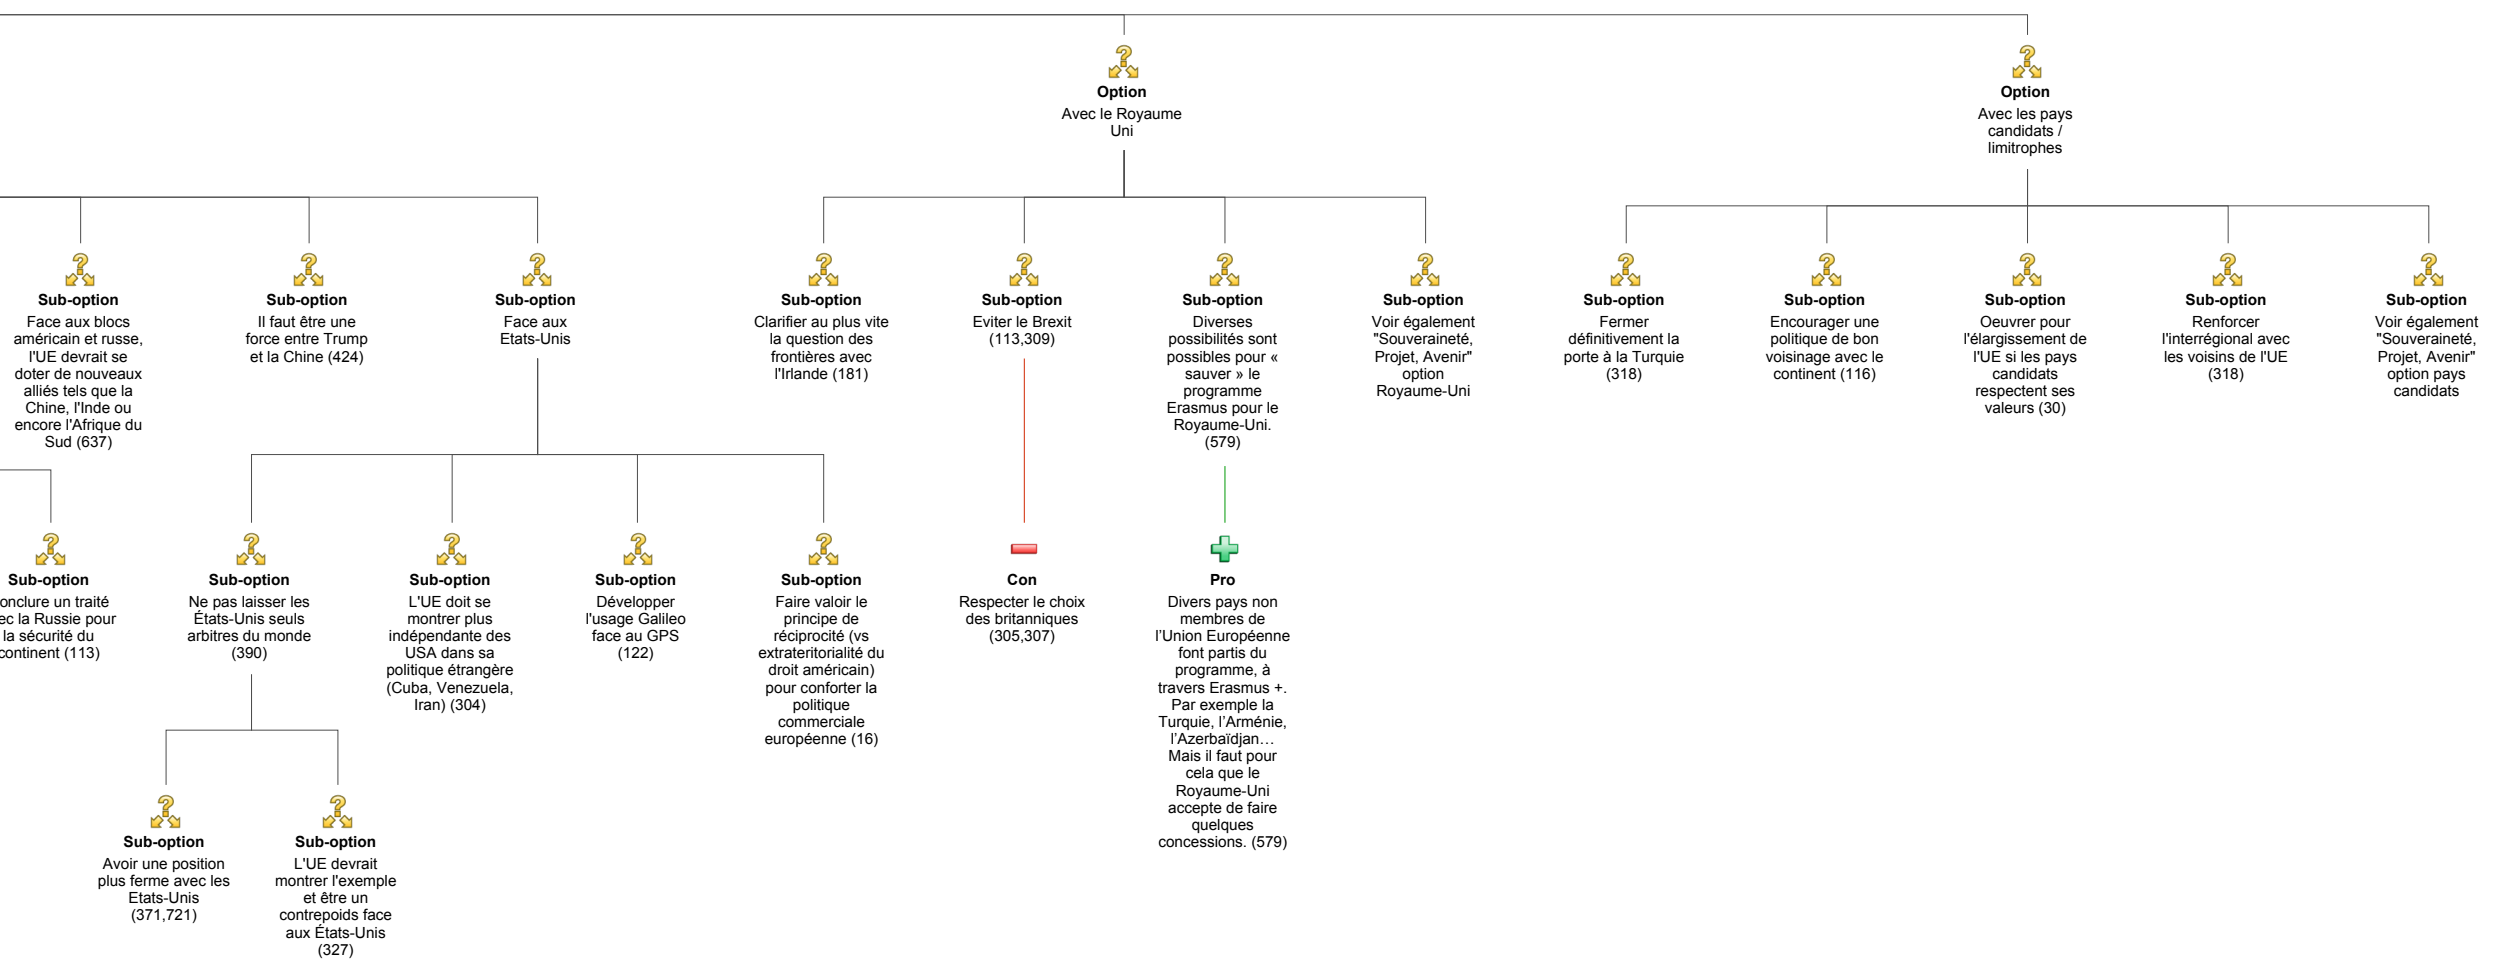 Option
Avec le Royaume
Uni
Option
Avec les pays
candidats /
limitrophes
Sub-option
Face aux blocs
américain et russe,
l'UE devrait se
doter de nouveaux
alliés tels que la
Chine, l'Inde ou
encore l'Afrique du
Sud (637)
Sub-option
Il faut être une
force entre Trump
et la Chine (424)
Sub-option
Face aux
Etats-Unis
Sub-option
Clarifier au plus vite
la question des
frontières avec
l'Irlande (181)
Sub-option
Eviter le Brexit
(113,309)
Sub-option
Diverses
possibilités sont
possibles pour «
sauver » le
programme
Erasmus pour le
Royaume-Uni.
(579)
Sub-option
Voir également
"Souveraineté,
Projet, Avenir"
option
Royaume-Uni
Sub-option
Fermer
définitivement la
porte à la Turquie
(318)
Sub-option
Encourager une
politique de bon
voisinage avec le
continent (116)
Sub-option
Oeuvrer pour
l'élargissement de
l'UE si les pays
candidats
respectent ses
valeurs (30)
Sub-option
Renforcer
l'interrégional avec
les voisins de l'UE
(318)
Sub-option
Voir également
"Souveraineté,
Projet, Avenir"
option pays
candidats
Sub-option
onclure un traité
ec la Russie pour
la sécurité du
continent (113)
Sub-option
Ne pas laisser les
États-Unis seuls
arbitres du monde
(390)
Sub-option
L'UE doit se
montrer plus
indépendante des
USA dans sa
politique étrangère
(Cuba, Venezuela,
Iran) (304)
Sub-option
Développer
l'usage Galileo
face au GPS
(122)
Sub-option
Faire valoir le
principe de
réciprocité (vs
extrateritorialité du
droit américain)
pour conforter la
politique
commerciale
européenne (16)
Con
Respecter le choix
des britanniques
(305,307)
Pro
Divers pays non
membres de
l’Union Européenne
font partis du
programme, à
travers Erasmus +.
Par exemple la
Turquie, l’Arménie,
l’Azerbaïdjan…
Mais il faut pour
cela que le
Royaume-Uni
accepte de faire
quelques
concessions. (579)
Sub-option
Avoir une position
plus ferme avec les
Etats-Unis
(371,721)
Sub-option
L'UE devrait
montrer l'exemple
et être un
contrepoids face
aux États-Unis
(327)